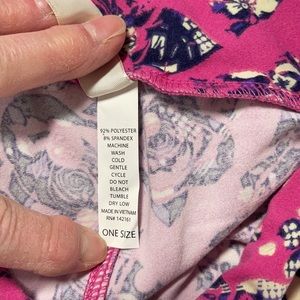 92% POLYESTER
8% SPANDEX
MACHINE
WASH
COLD
GENTLE
CYCLE
DO NOT
BLEACH
TUMBLE
DRY LOW
MADE IN VIETNAM
RN# 142161
ONE SIZE